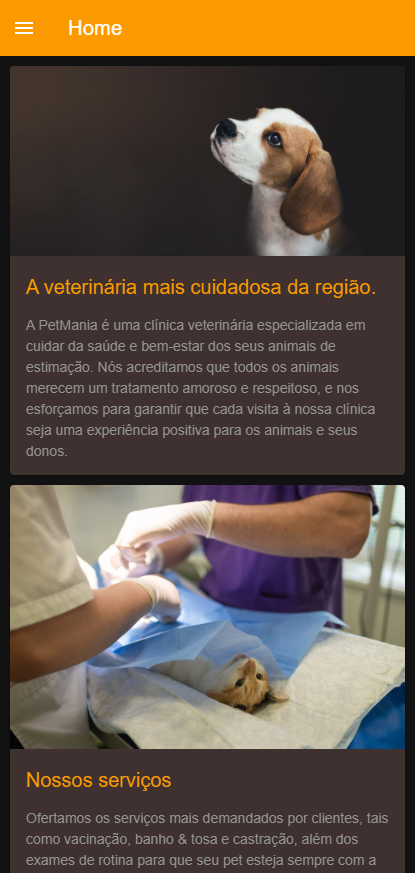 Home
A veterinária mais cuidadosa da região.
A PetMania é uma clínica veterinária especializada em
cuidar da saúde e bem-estar dos seus animais de
estimação. Nós acreditamos que todos os animais
merecem um tratamento amoroso e respeitoso, e nos
esforçamos para garantir que cada visita à nossa clínica
seja uma experiência positiva para os animais e seus
donos.
Nossos serviços
Ofertamos os serviços mais demandados por clientes, tais
como vacinação, banho & tosa e castração, além dos
exames de rotina para que seu pet esteja sempre com a